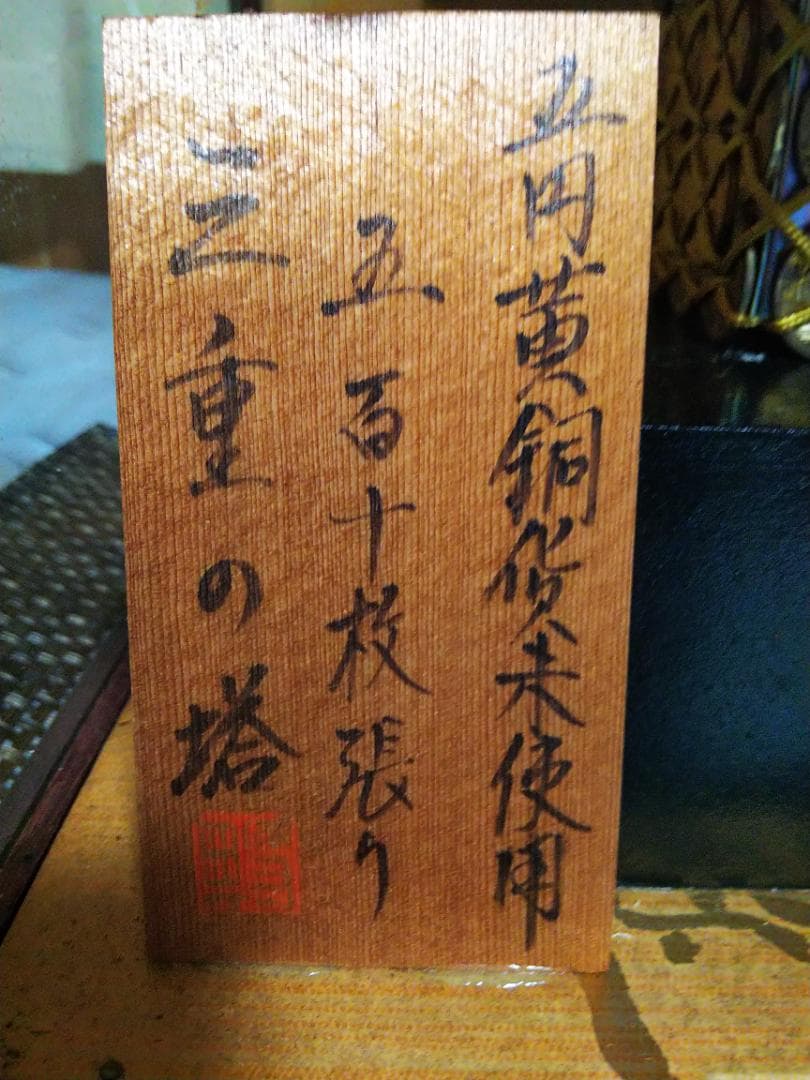 五円黄銅貨未使用
五百十枚張り
三重の塔